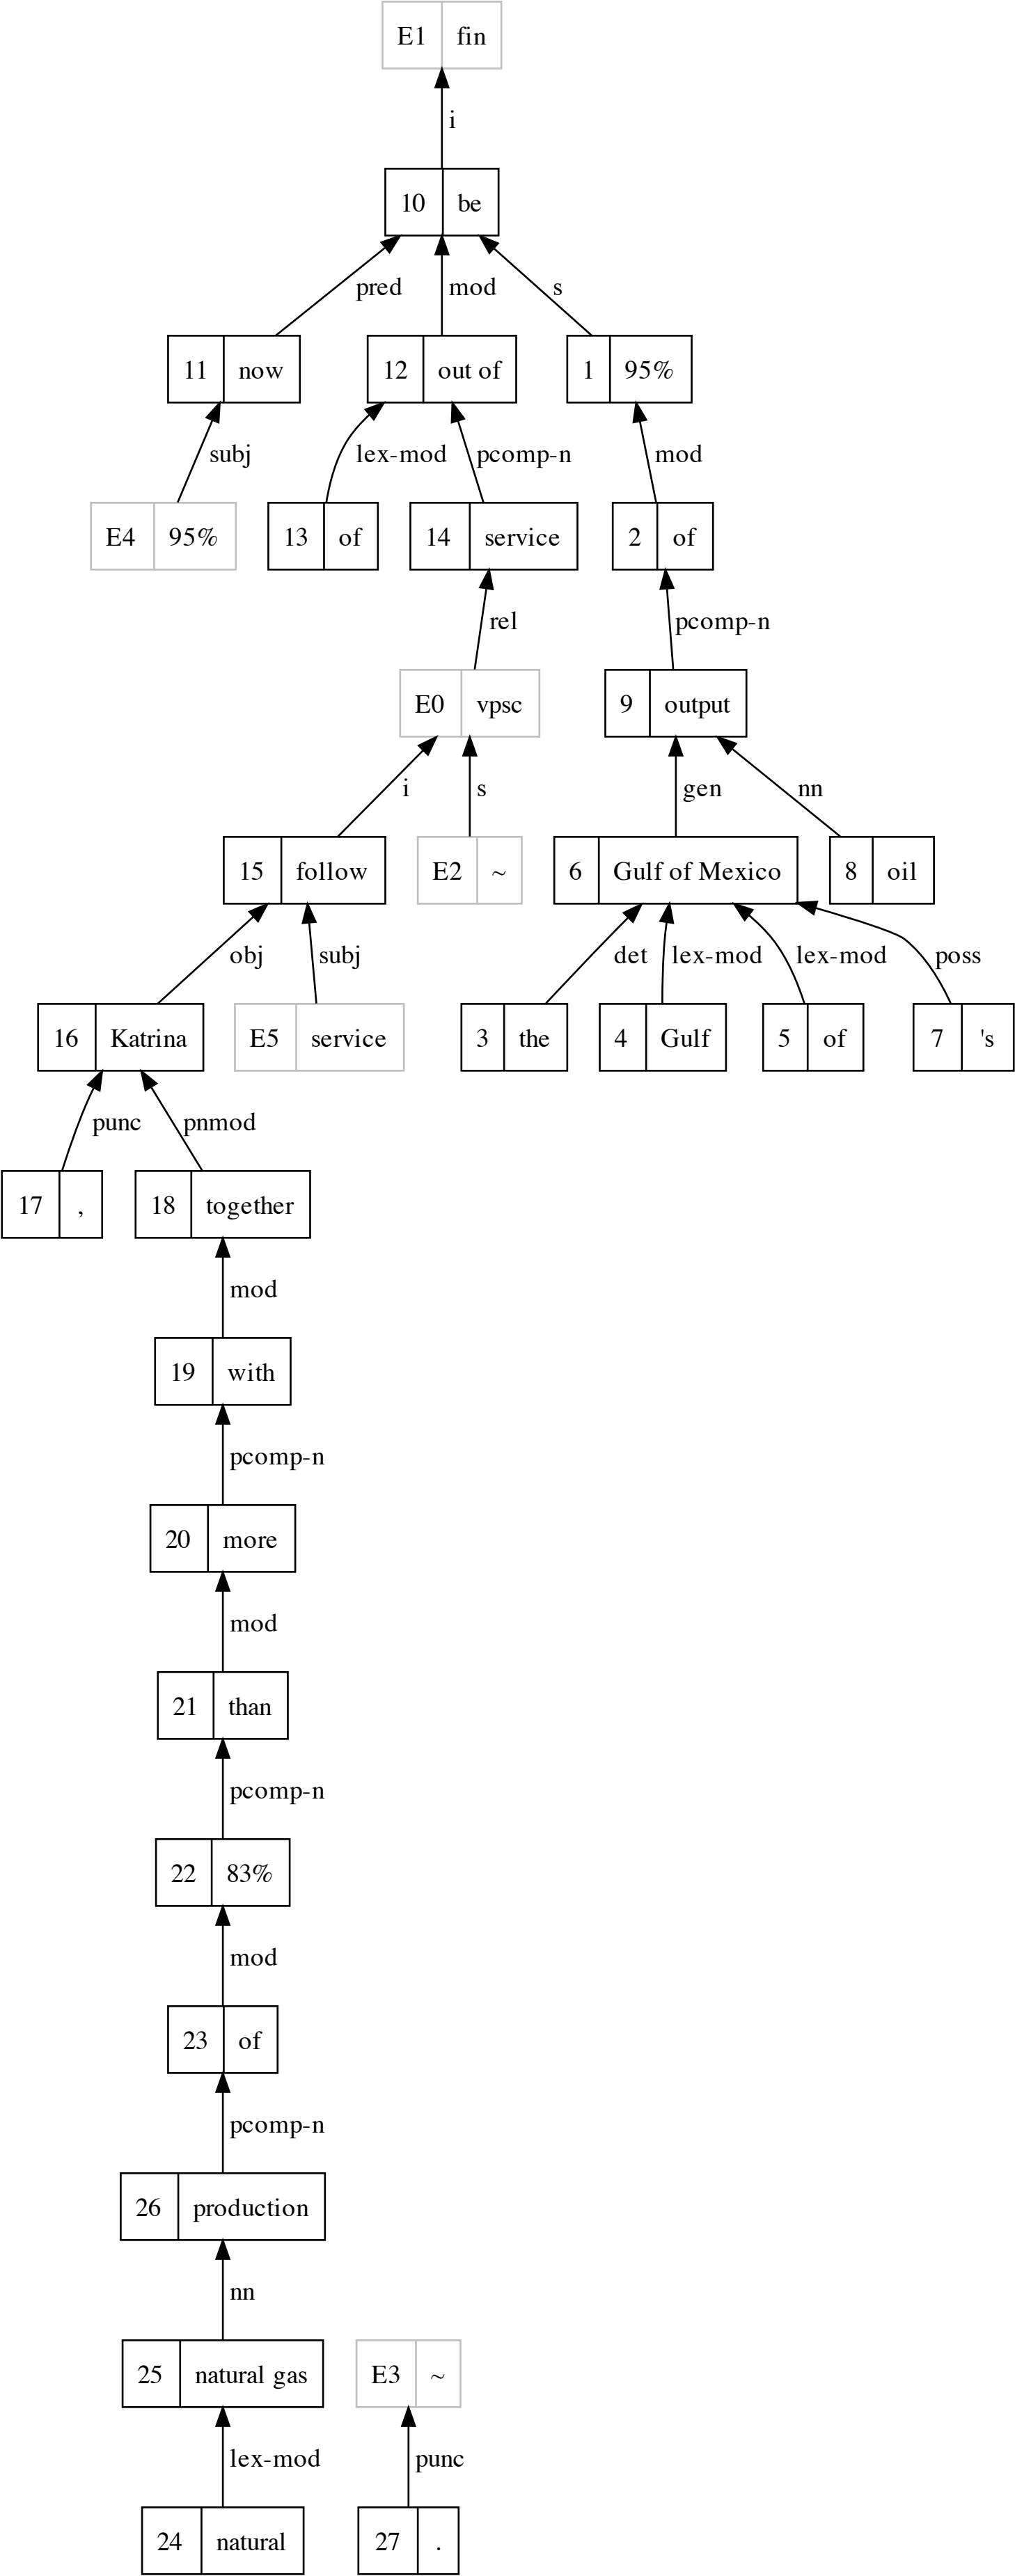 E1 fin
i
10 be
pred mod s
11 now 12 out of 1 95%
subj lex-mod pcomp-n mod
E4 95% 13 of 14 service 2 of
rel pcomp-n
E0 vpsc 9 output
i s gen nn
15 follow E2 ~ 6 Gulf of Mexico 8 oil
obj subj det lex-mod lex-mod poss
16 Katrina E5 service 3 the 4 Gulf 5 of 7 's
punc pnmod
17 , 18 together
mod
19 with
pcomp-n
20 more
mod
21 than
pcomp-n
22 83%
mod
23 of
pcomp-n
26 production
nn
25 natural gas E3 ~
lex-mod punc
24 natural 27 .